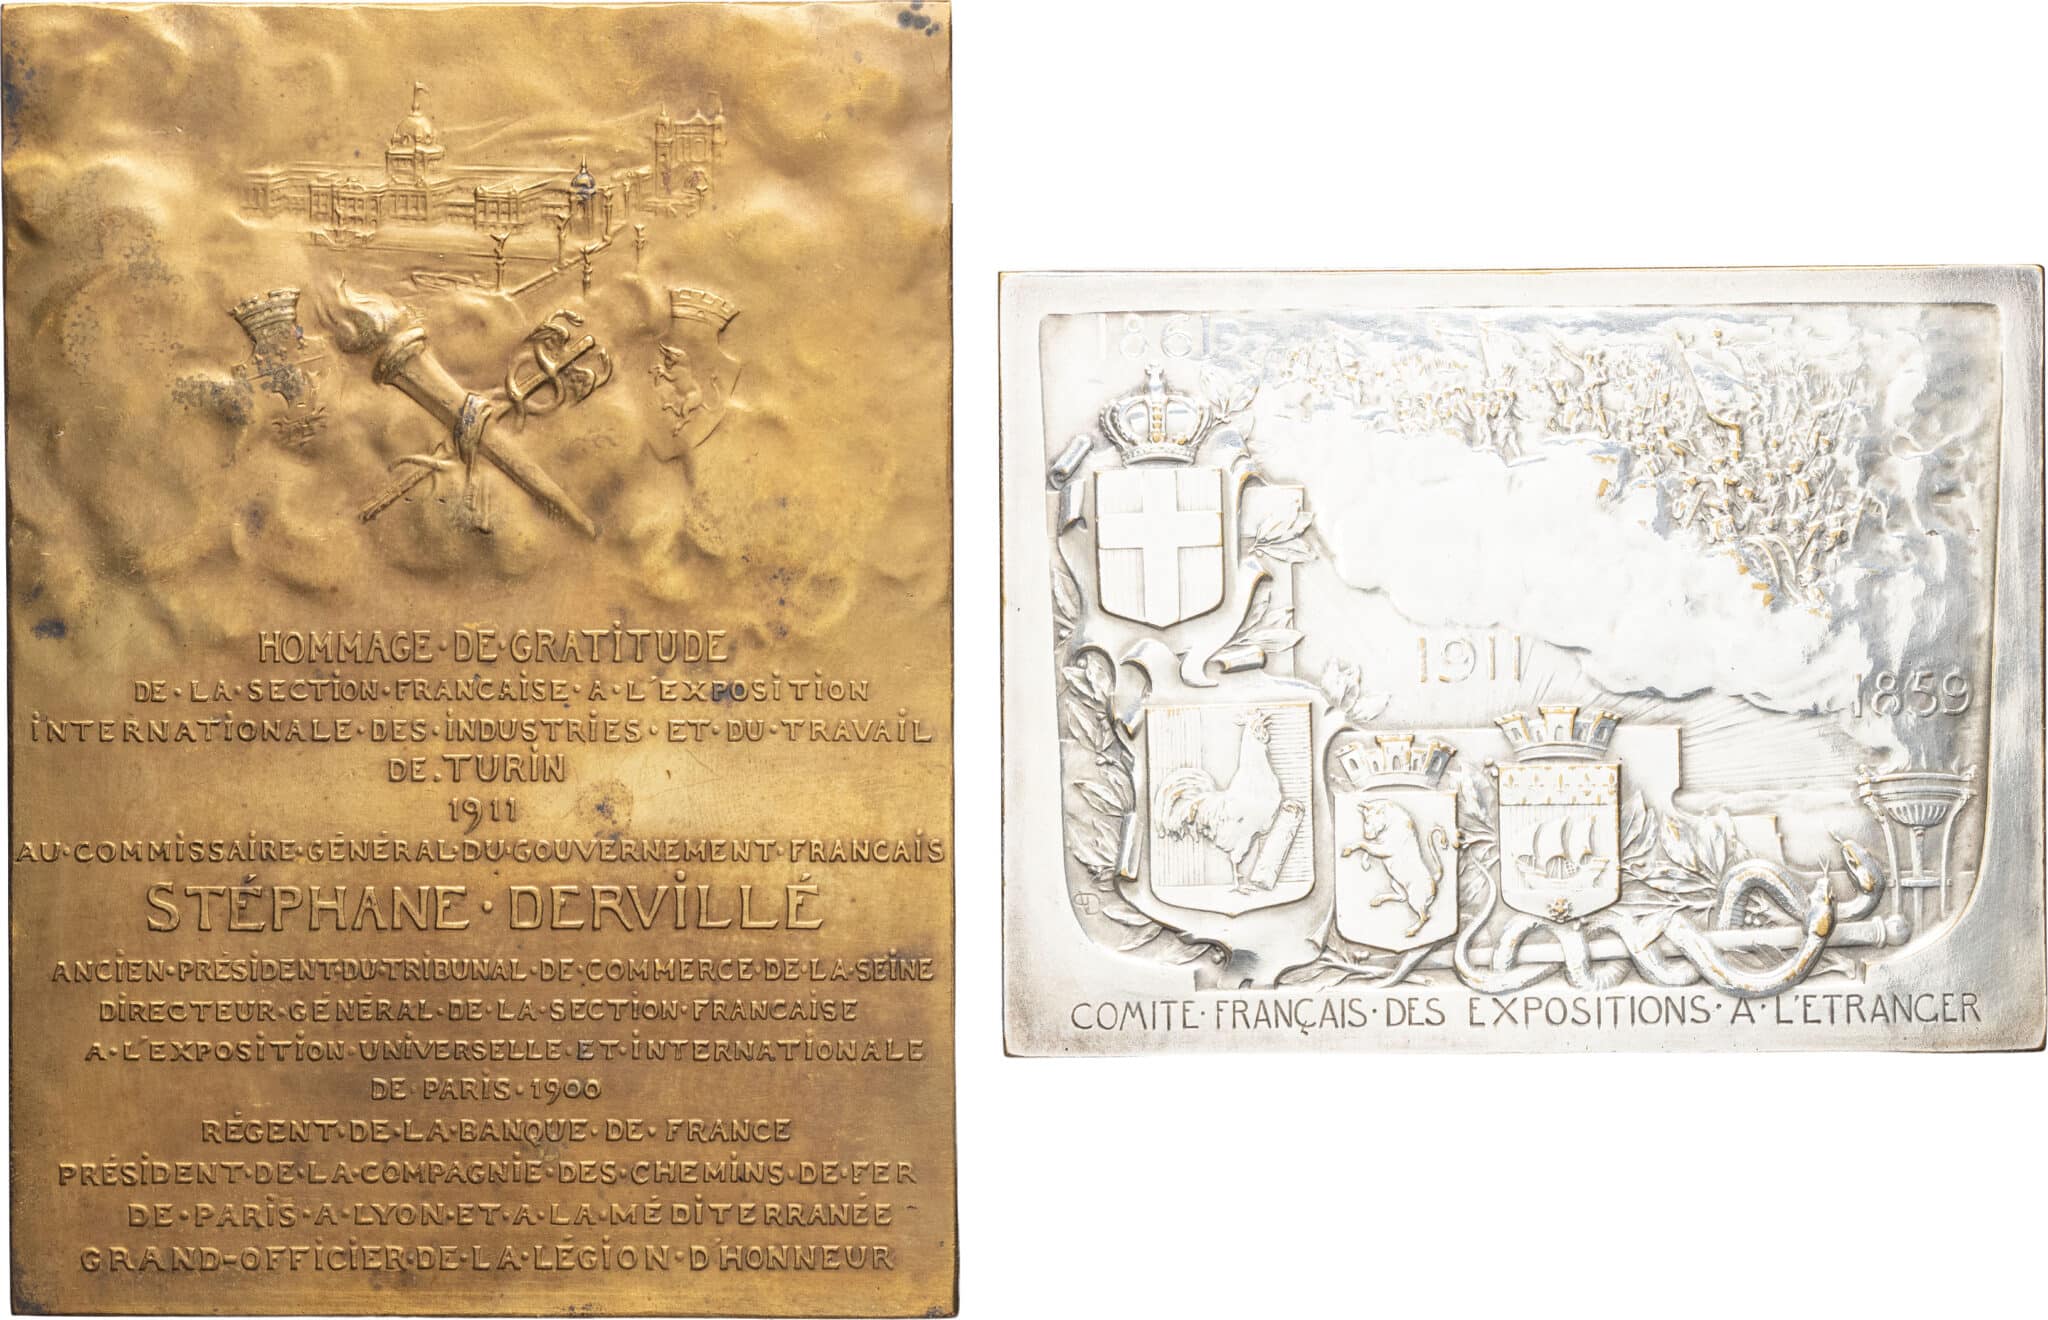 HOMMAGE·DE·GRATITUDE
DE·LA·SECTION·FRANCAISE·A·L'EXPOSITION
INTERNATIONALE·DES·INDUSTRIES·ET·DU·TRAVAIL
DE.TURIN
1911
AU·COMMISSAIRE·GÉNÉRAL·DU·GOUVERNEMENT·FRANCAIS
STÉPHANE·DERVILLÉ
ANCIEN·PRÉSIDENT·DU·TRIBUNAL·DE·COMMERCE·DE·LA·SEINE
DIRECTEUR·GÉNÉRAL·DE·LA·SECTION·FRANCAISE
A·L'EXPOSITION·UNIVERSELLE·ET·INTERNATIONALE
DE·PARIS·1900
RÉGENT·DE·LA·BANQUE·DE·FRANCE
PRÉSIDENT·DE·LA·COMPAGNIE·DES·CHEMINS·DE·FER
DE·PARIS·A·LYON·ET·A·LA·MÉDITERRANÉE
GRAND-OFFICIER·DE·LA·LÉGION·D'HONNEUR
1861
1911
1859
COMITE·FRANÇAIS·DES EXPOSITIONS·A·L'ETRANGER